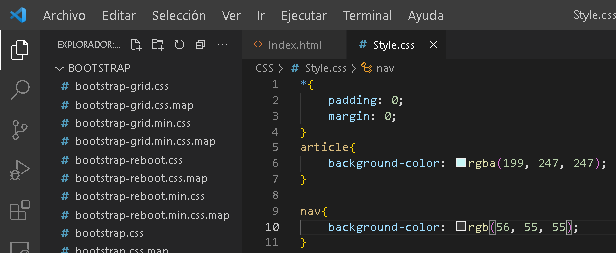 Archivo Editar Selección Ver Ir Ejecutar Terminal Ayuda Style.css
EXPLORADOR:... Index.html # Style.css
BOOTSTRAP CSS > # Style.css > nav
# bootstrap-grid.css 1 *{
# bootstrap-grid.css.map 2 padding: 0;
# bootstrap-grid.min.css 3 margin: 0;
# bootstrap-grid.min.css.map 4 }
# bootstrap-reboot.css 5 article{
# bootstrap-reboot.css.map 6 background-color: rgba(199, 247, 247);
# bootstrap-reboot.min.css 7 }
# bootstrap-reboot.min.css.map 8
# bootstrap.css 9 nav{
# bootstrap.css.map 10 background-color: rgb(56, 55, 55);
11 }